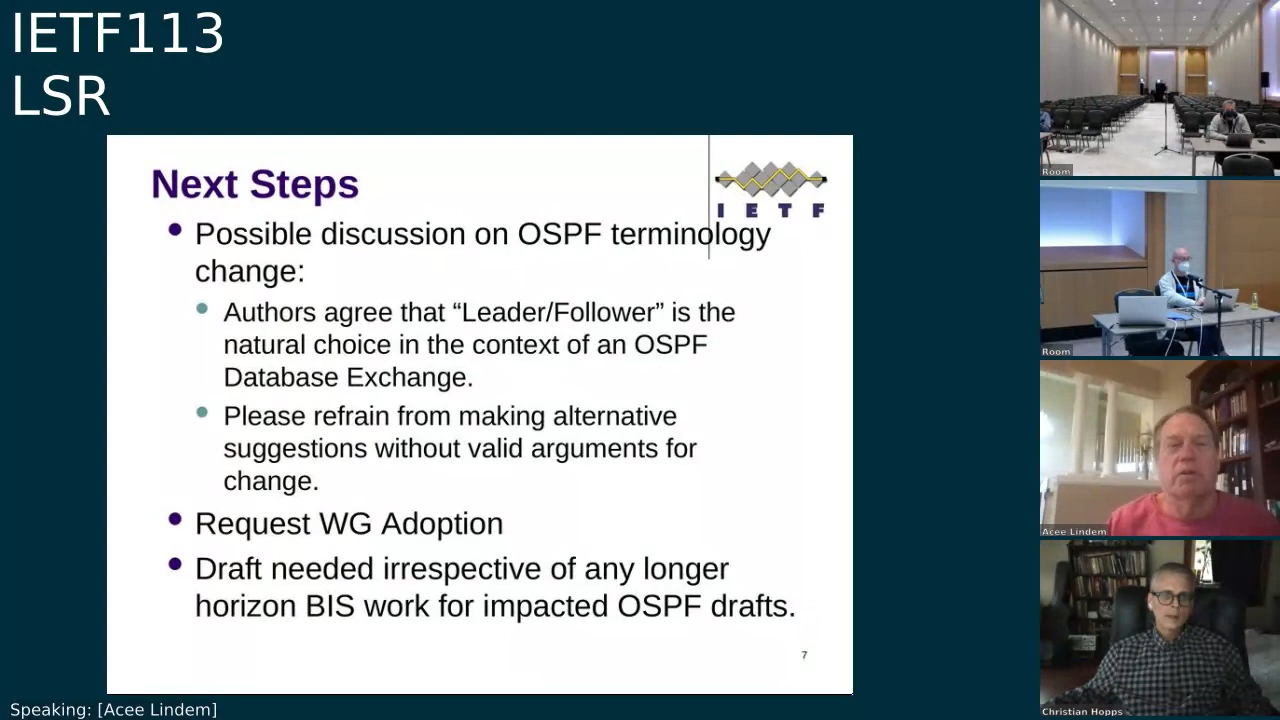 IETF113
LSR
Next Steps
I E T F
Possible discussion on OSPF terminology
change:
Authors agree that “Leader/Follower” is the
natural choice in the context of an OSPF
Database Exchange.
Please refrain from making alternative
suggestions without valid arguments for
change.
Request WG Adoption
Draft needed irrespective of any longer
horizon BIS work for impacted OSPF drafts.
7
Speaking: [Acee Lindem]
Room
Room
Acee Lindem
Christian Hopps